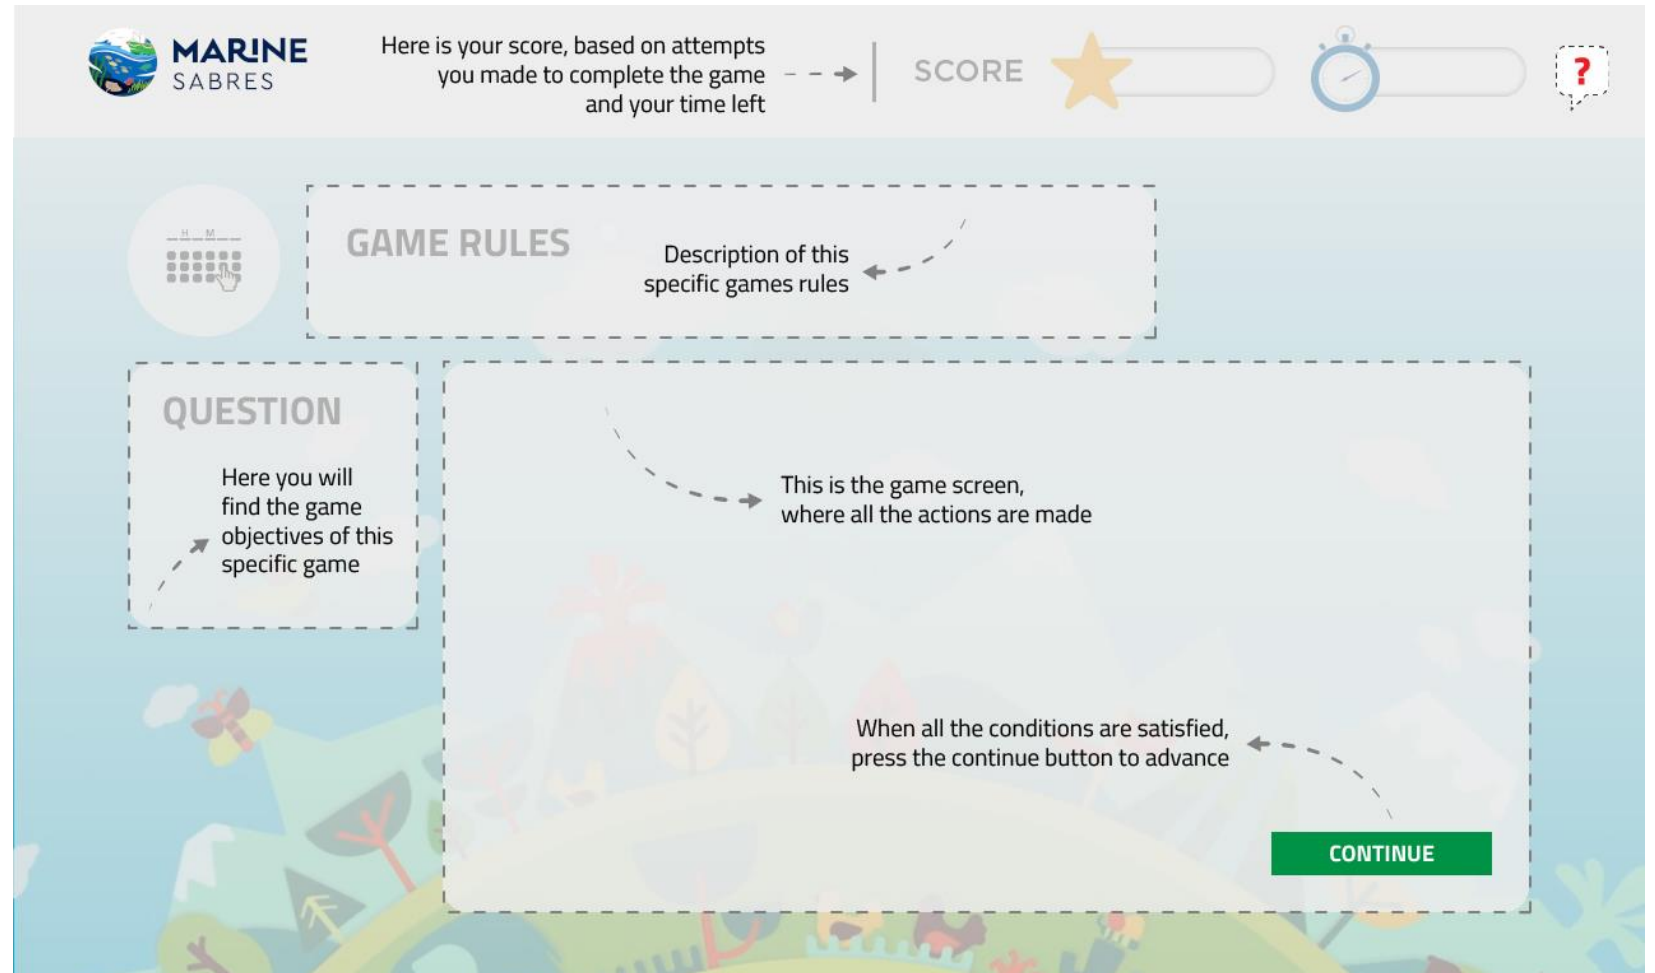 MARINE
SABRES
Here is your score, based on attempts
you made to complete the game
and your time left
SCORE
?
H M
GAME RULES
Description of this
specific games rules
QUESTION
Here you will
find the game
objectives of this
specific game
This is the game screen,
where all the actions are made
When all the conditions are satisfied,
press the continue button to advance
CONTINUE